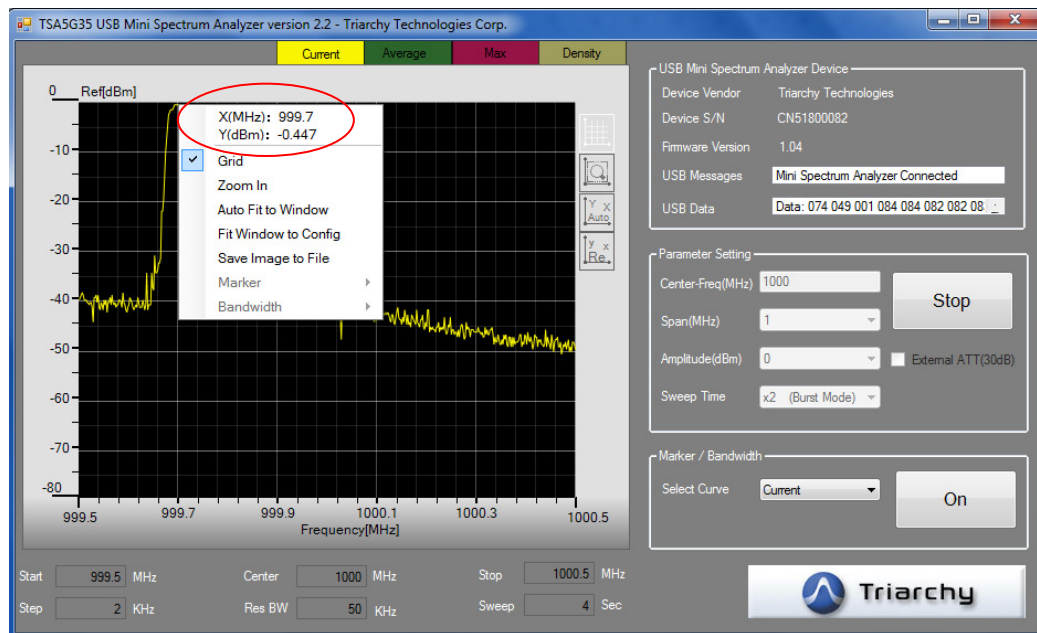 TSA5G35 USB Mini Spectrum Analyzer version 2.2 - Triarchy Technologies Corp.
Current Average Max Density
0 Ref[dBm]
-10
-20
-30
-40
-50
-60
-70
-80
999.5 999.7 999.9 1000.1 1000.3 1000.5
Frequency[MHz]
X(MHz): 999.7
Y(dBm): -0.447
Grid
Zoom In
Auto Fit to Window
Fit Window to Config
Save Image to File
Marker
Bandwidth
Y X
Auto
y x
Re.
Start 999.5 MHz Center 1000 MHz Stop 1000.5 MHz
Step 2 KHz Res BW 50 KHz Sweep 4 Sec
USB Mini Spectrum Analyzer Device
Device Vendor Triarchy Technologies
Device S/N CN51800082
Firmware Version 1.04
USB Messages Mini Spectrum Analyzer Connected
USB Data Data: 074 049 001 084 084 082 082 08
Parameter Setting
Center-Freq(MHz) 1000
Span(MHz) 1
Stop
Amplitude(dBm) 0 External ATT(30dB)
Sweep Time x2 (Burst Mode)
Marker / Bandwidth
Select Curve Current
On
Triarchy